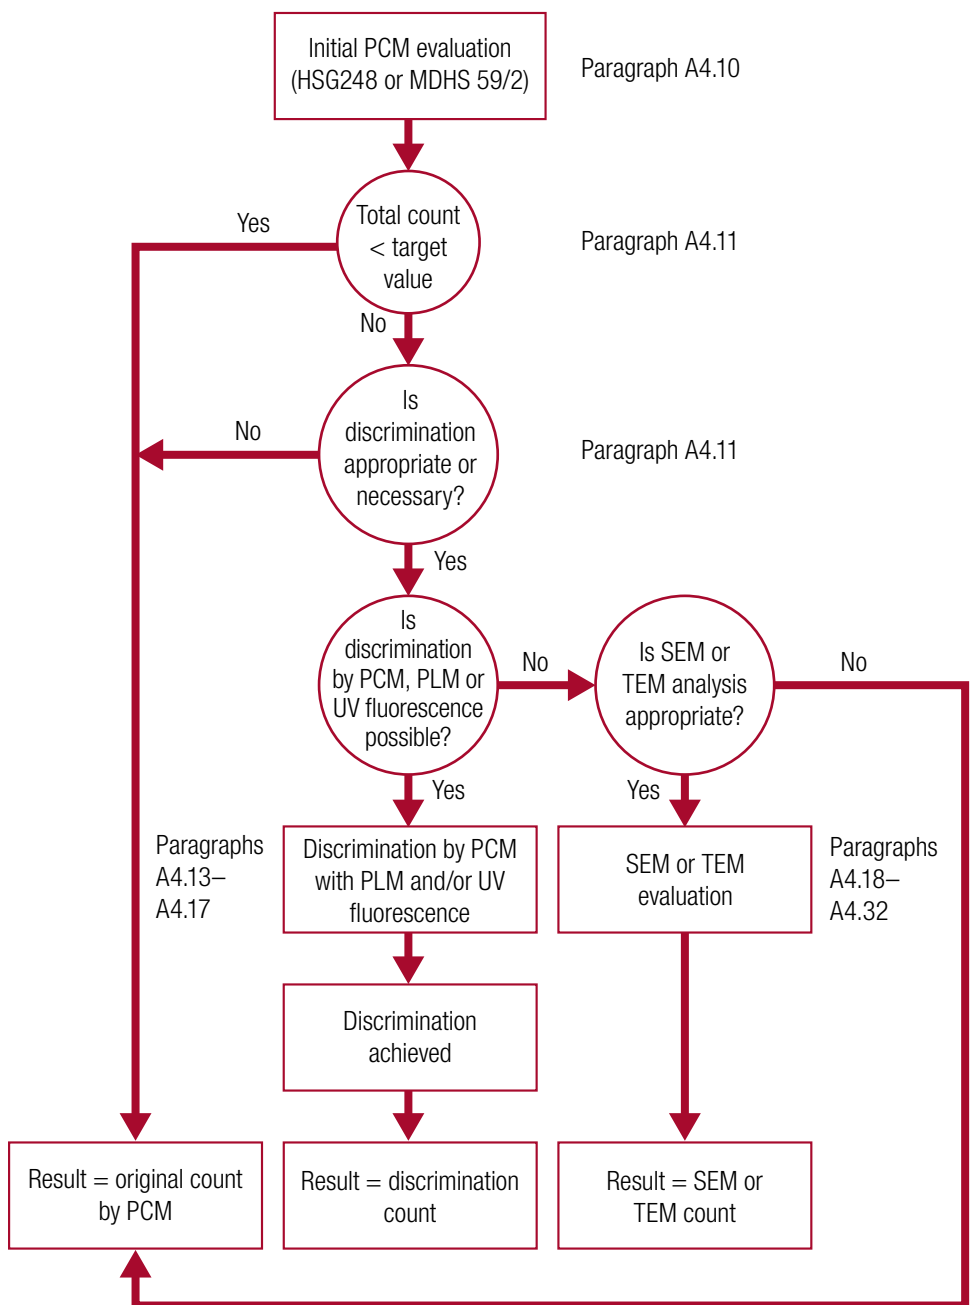 Initial PCM evaluation
(HSG248 or MDHS 59/2)
Paragraph A4.10
Total count
< target
value
Yes
Paragraph A4.11
No
Is
discrimination
appropriate or
necessary?
No
Paragraph A4.11
Yes
Is
discrimination
by PCM, PLM or
UV fluorescence
possible?
No
Is SEM or
TEM analysis
appropriate?
No
Yes
Yes
Paragraphs
A4.13–
A4.17
Discrimination by PCM
with PLM and/or UV
fluorescence
SEM or TEM
evaluation
Paragraphs
A4.18–
A4.32
Discrimination
achieved
Result = original count
by PCM
Result = discrimination
count
Result = SEM or
TEM count